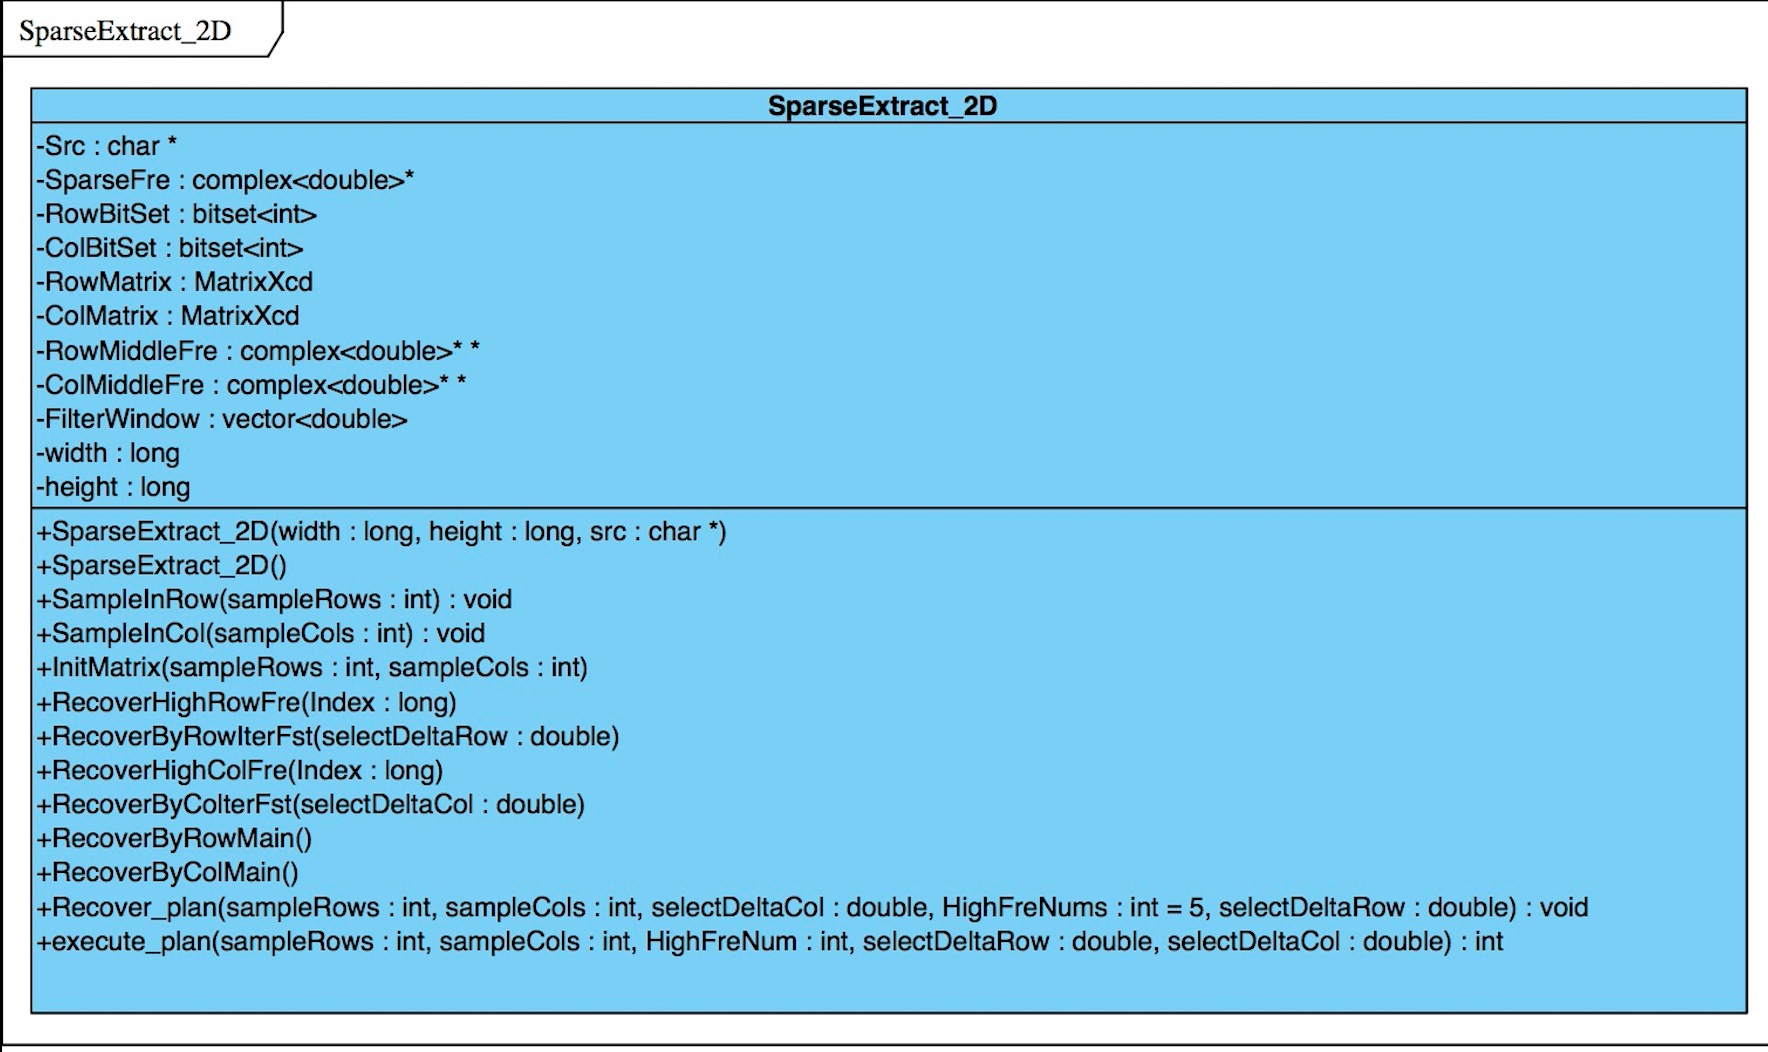 SparseExtract_2D
SparseExtract_2D
-Src : char *
-SparseFre : complex<double>*
-RowBitSet : bitset<int>
-ColBitSet : bitset<int>
-RowMatrix : MatrixXcd
-ColMatrix : MatrixXcd
-RowMiddleFre : complex<double>* *
-ColMiddleFre : complex<double>* *
-FilterWindow : vector<double>
-width : long
-height : long
+SparseExtract_2D(width : long, height : long, src : char *)
+SparseExtract_2D()
+SampleInRow(sampleRows : int) : void
+SampleInCol(sampleCols : int) : void
+InitMatrix(sampleRows : int, sampleCols : int)
+RecoverHighRowFre(Index : long)
+RecoverByRowIterFst(selectDeltaRow : double)
+RecoverHighColFre(Index : long)
+RecoverByColterFst(selectDeltaCol : double)
+RecoverByRowMain()
+RecoverByColMain()
+Recover_plan(sampleRows : int, sampleCols : int, selectDeltaCol : double, HighFreNums : int = 5, selectDeltaRow : double) : void
+execute_plan(sampleRows : int, sampleCols : int, HighFreNum : int, selectDeltaRow : double, selectDeltaCol : double) : int